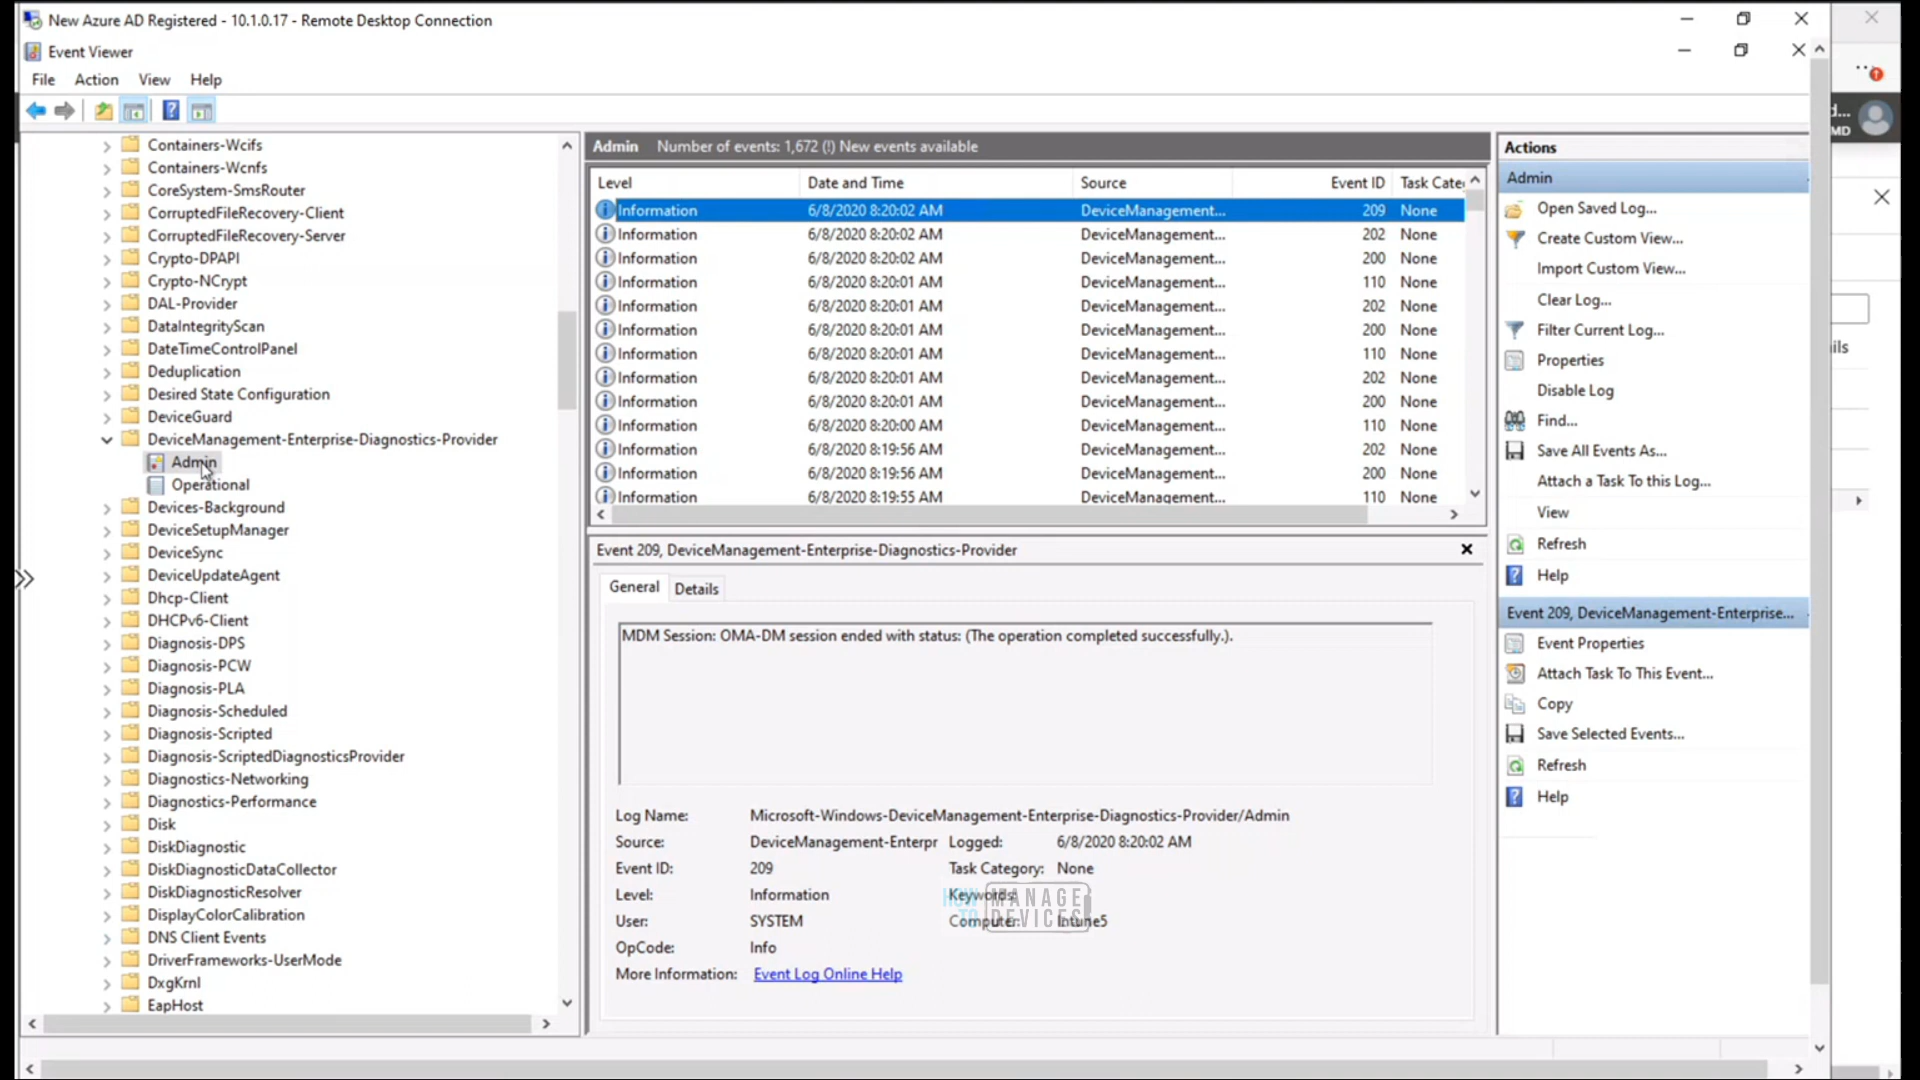 New Azure AD Registered - 10.1.0.17 - Remote Desktop Connection
Event Viewer
File Action View Help
Containers-Wcifs
Containers-Wcnfs
CoreSystem-SmsRouter
CorruptedFileRecovery-Client
CorruptedFileRecovery-Server
Crypto-DPAPI
Crypto-NCrypt
DAL-Provider
DataIntegrityScan
DateTimeControlPanel
Deduplication
Desired State Configuration
DeviceGuard
DeviceManagement-Enterprise-Diagnostics-Provider
Admin
Operational
Devices-Background
DeviceSetupManager
DeviceSync
DeviceUpdateAgent
Dhcp-Client
DHCPv6-Client
Diagnosis-DPS
Diagnosis-PCW
Diagnosis-PLA
Diagnosis-Scheduled
Diagnosis-Scripted
Diagnosis-ScriptedDiagnosticsProvider
Diagnostics-Networking
Diagnostics-Performance
Disk
DiskDiagnostic
DiskDiagnosticDataCollector
DiskDiagnosticResolver
DisplayColorCalibration
DNS Client Events
DriverFrameworks-UserMode
DxgKrnl
EapHost
Admin Number of events: 1,672 (!) New events available
Level Date and Time Source Event ID Task Cate
Information 6/8/2020 8:20:02 AM DeviceManagement... 209 None
Information 6/8/2020 8:20:02 AM DeviceManagement... 202 None
Information 6/8/2020 8:20:02 AM DeviceManagement... 200 None
Information 6/8/2020 8:20:01 AM DeviceManagement... 110 None
Information 6/8/2020 8:20:01 AM DeviceManagement... 202 None
Information 6/8/2020 8:20:01 AM DeviceManagement... 200 None
Information 6/8/2020 8:20:01 AM DeviceManagement... 110 None
Information 6/8/2020 8:20:01 AM DeviceManagement... 202 None
Information 6/8/2020 8:20:01 AM DeviceManagement... 200 None
Information 6/8/2020 8:20:00 AM DeviceManagement... 110 None
Information 6/8/2020 8:19:56 AM DeviceManagement... 202 None
Information 6/8/2020 8:19:56 AM DeviceManagement... 200 None
Information 6/8/2020 8:19:55 AM DeviceManagement... 110 None
Event 209, DeviceManagement-Enterprise-Diagnostics-Provider
General Details
MDM Session: OMA-DM session ended with status: (The operation completed successfully.).
Log Name: Microsoft-Windows-DeviceManagement-Enterprise-Diagnostics-Provider/Admin
Source: DeviceManagement-Enterpr Logged: 6/8/2020 8:20:02 AM
Event ID: 209 Task Category: None
Level: Information Keywords:
User: SYSTEM Computer: Intune5
OpCode: Info
More Information: Event Log Online Help
HOW TO MANAGE DEVICES
Actions
Admin
Open Saved Log...
Create Custom View...
Import Custom View...
Clear Log...
Filter Current Log...
Properties
Disable Log
Find...
Save All Events As...
Attach a Task To this Log...
View
Refresh
Help
Event 209, DeviceManagement-Enterprise...
Event Properties
Attach Task To This Event...
Copy
Save Selected Events...
Refresh
Help
d...
MD
ils